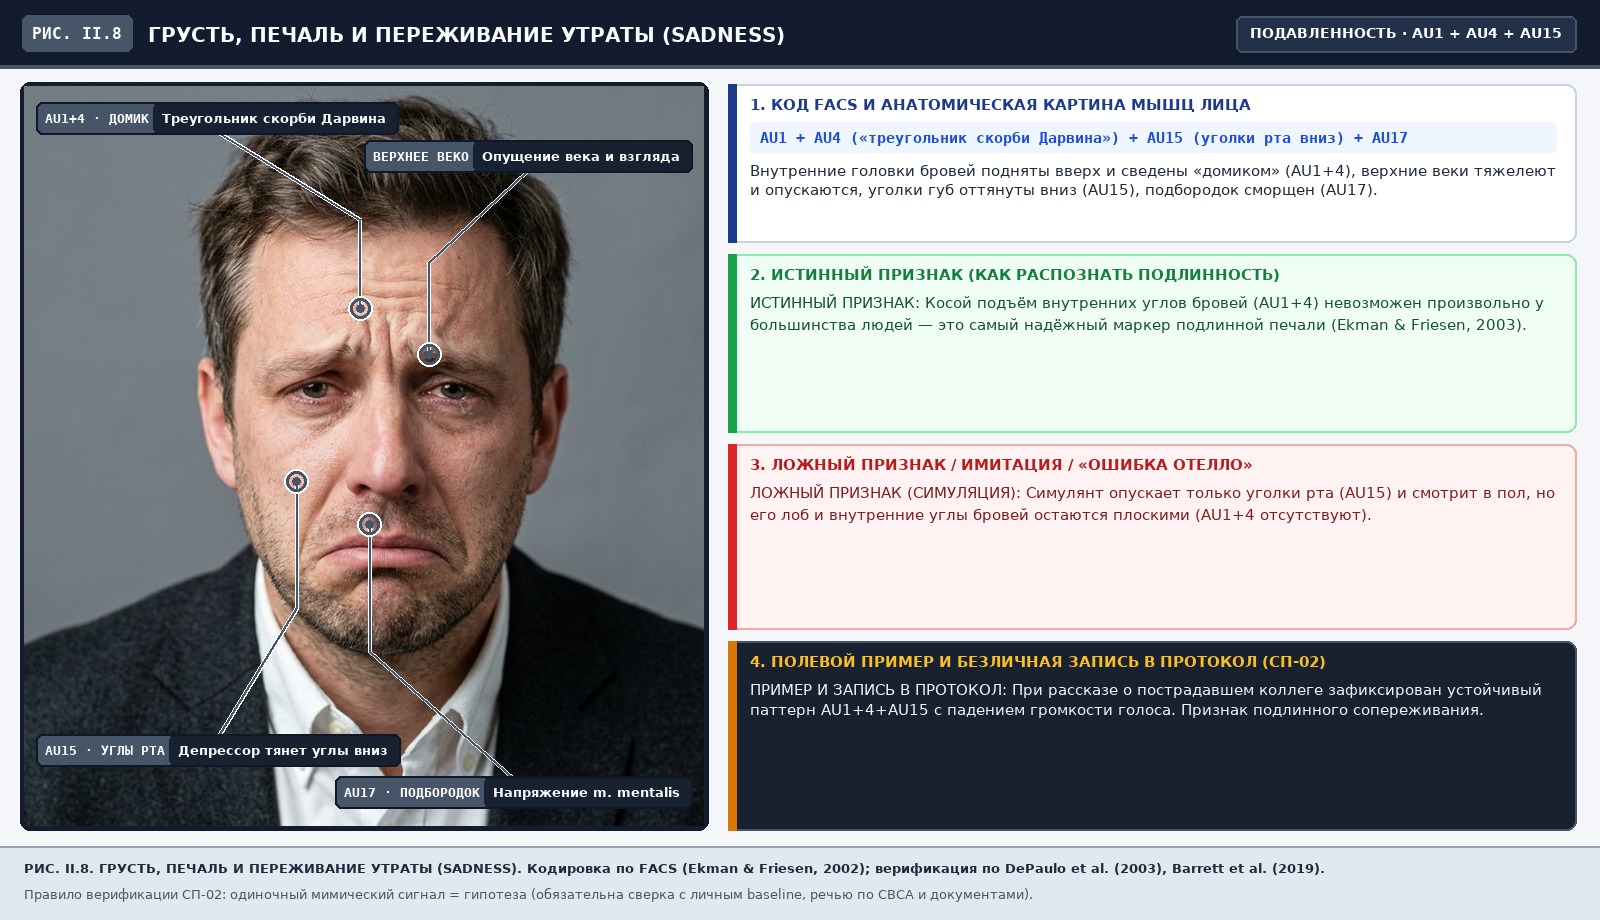 РИС. II.8
ГРУСТЬ, ПЕЧАЛЬ И ПЕРЕЖИВАНИЕ УТРАТЫ (SADNESS)
ПОДАВЛЕННОСТЬ · AU1 + AU4 + AU15
AU1+4 · ДОМИК Треугольник скорби Дарвина
ВЕРХНЕЕ ВЕКО Опущение века и взгляда
AU15 · УГЛЫ РТА Депрессор тянет углы вниз
AU17 · ПОДБОРОДОК Напряжение m. mentalis
1. КОД FACS И АНАТОМИЧЕСКАЯ КАРТИНА МЫШЦ ЛИЦА
AU1 + AU4 («треугольник скорби Дарвина») + AU15 (уголки рта вниз) + AU17
Внутренние головки бровей подняты вверх и сведены «домиком» (AU1+4), верхние веки тяжелеют
и опускаются, уголки губ оттянуты вниз (AU15), подбородок сморщен (AU17).
2. ИСТИННЫЙ ПРИЗНАК (КАК РАСПОЗНАТЬ ПОДЛИННОСТЬ)
ИСТИННЫЙ ПРИЗНАК: Косой подъём внутренних углов бровей (AU1+4) невозможен произвольно у
большинства людей — это самый надёжный маркер подлинной печали (Ekman & Friesen, 2003).
3. ЛОЖНЫЙ ПРИЗНАК / ИМИТАЦИЯ / «ОШИБКА ОТЕЛЛО»
ЛОЖНЫЙ ПРИЗНАК (СИМУЛЯЦИЯ): Симулянт опускает только уголки рта (AU15) и смотрит в пол, но
его лоб и внутренние углы бровей остаются плоскими (AU1+4 отсутствуют).
4. ПОЛЕВОЙ ПРИМЕР И БЕЗЛИЧНАЯ ЗАПИСЬ В ПРОТОКОЛ (СП-02)
ПРИМЕР И ЗАПИСЬ В ПРОТОКОЛ: При рассказе о пострадавшем коллеге зафиксирован устойчивый
паттерн AU1+4+AU15 с падением громкости голоса. Признак подлинного сопереживания.
РИС. II.8. ГРУСТЬ, ПЕЧАЛЬ И ПЕРЕЖИВАНИЕ УТРАТЫ (SADNESS). Кодировка по FACS (Ekman & Friesen, 2002); верификация по DePaulo et al. (2003), Barrett et al. (2019).
Правило верификации СП-02: одиночный мимический сигнал = гипотеза (обязательна сверка с личным baseline, речью по СВСА и документами).